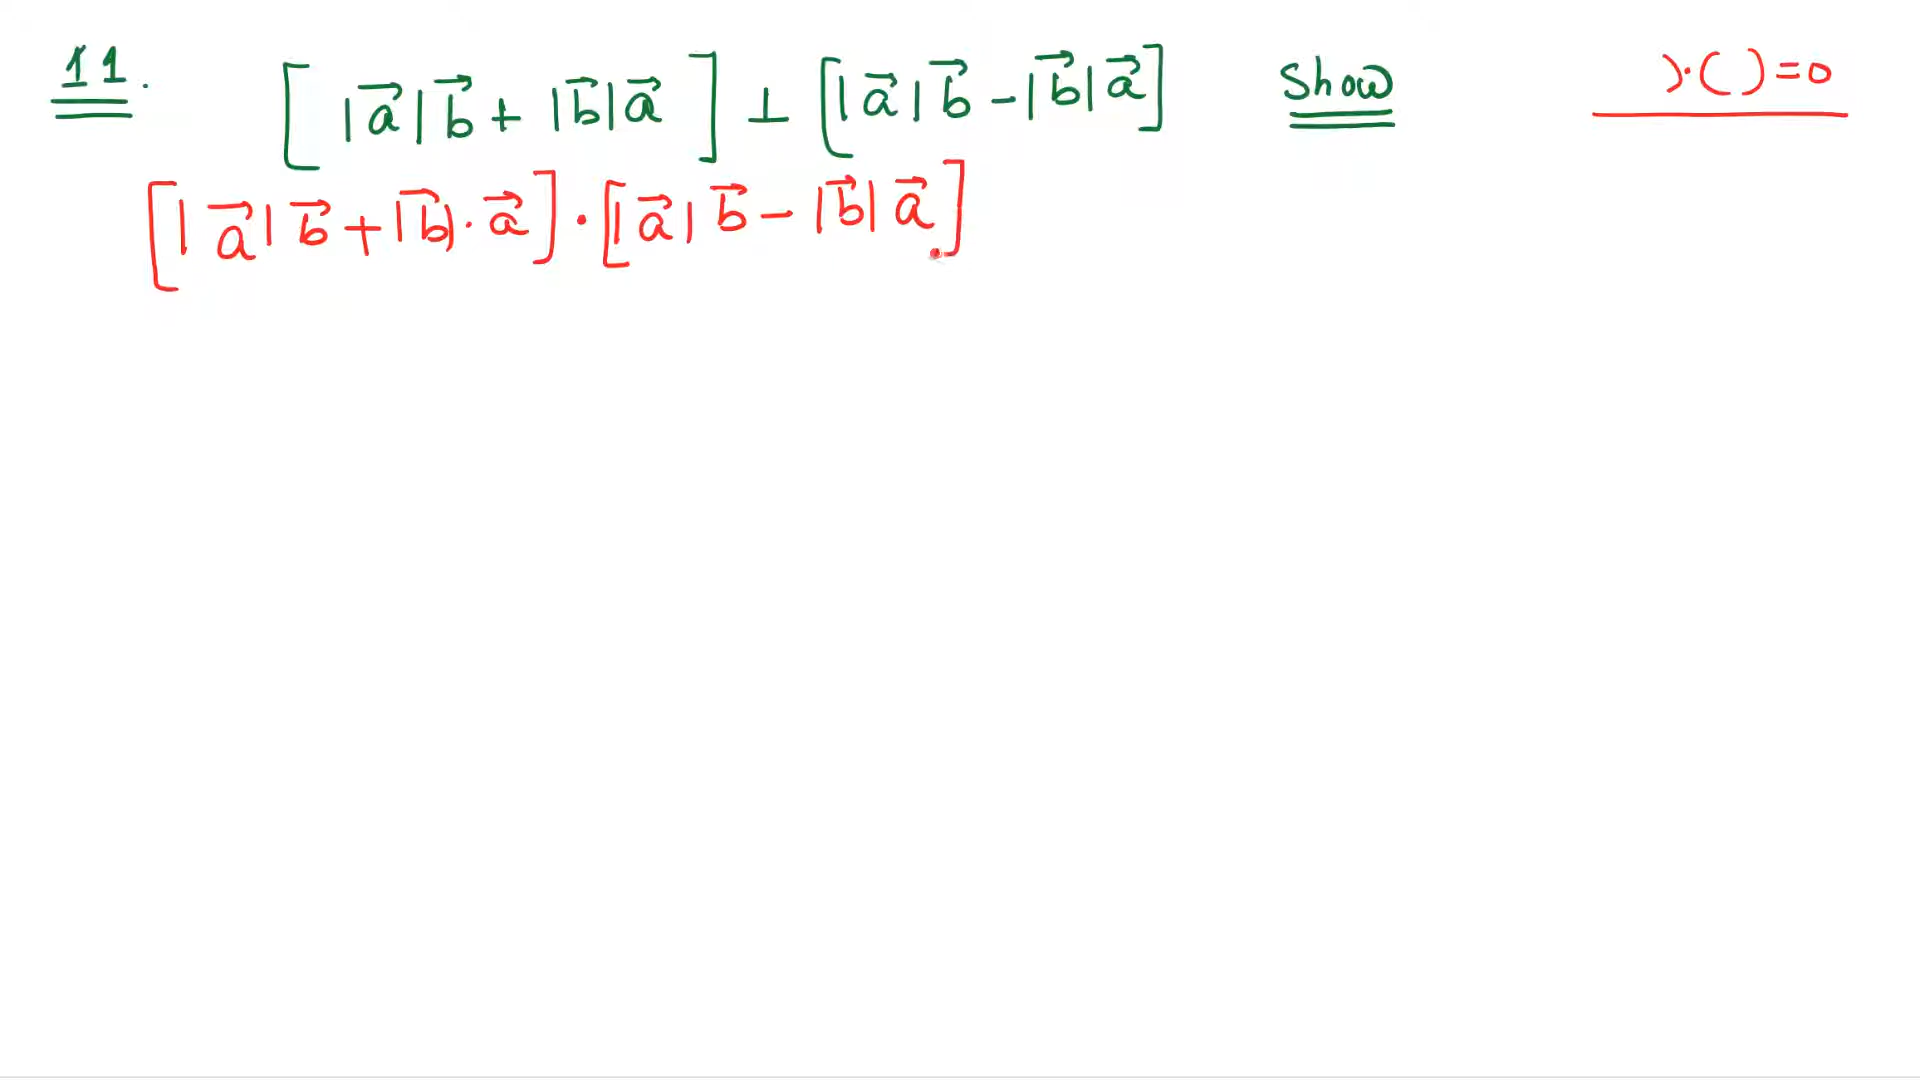 11. [|a⃗|b⃗ + |b⃗|a⃗] ⊥ [|a⃗|b⃗ - |b⃗|a⃗] Show )·( ) = 0
[|a⃗|b⃗ + |b⃗|·a⃗]·[|a⃗|b⃗ - |b⃗|a⃗]